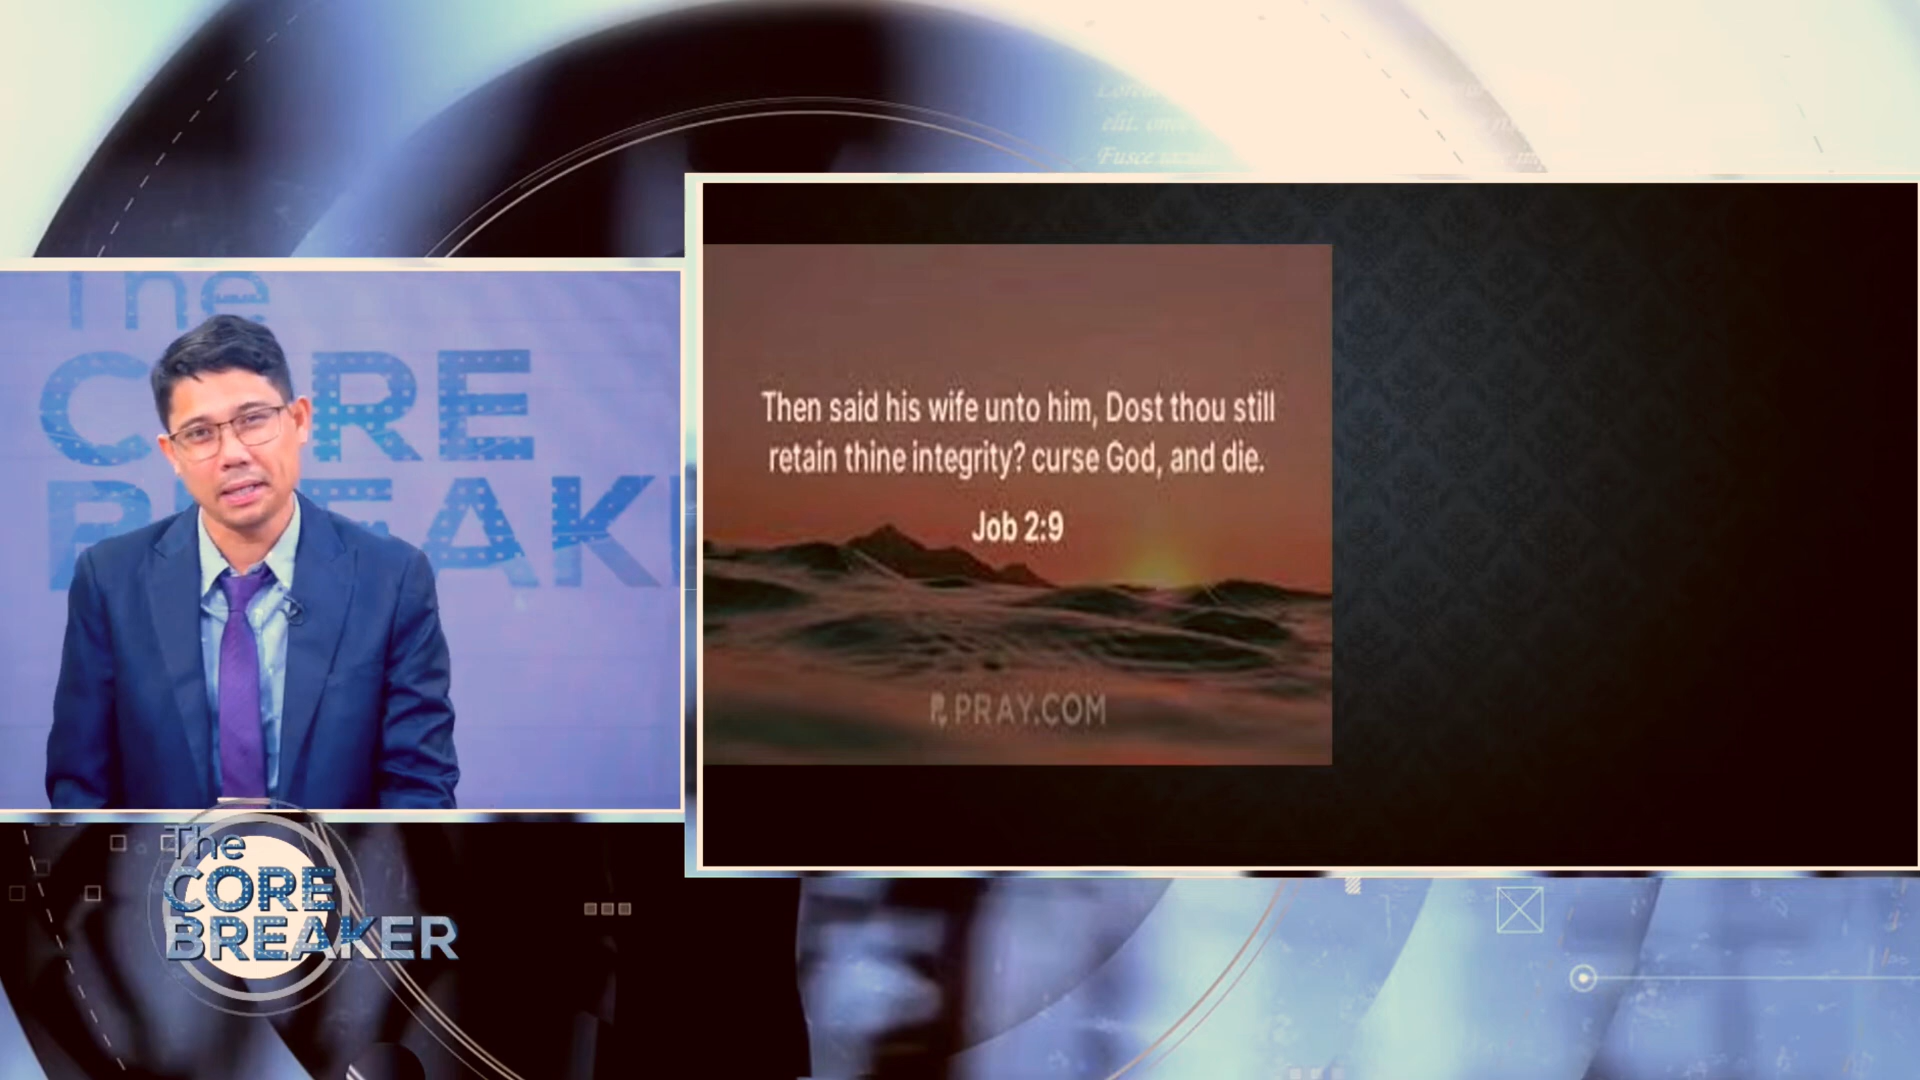 The
CORE
BREAK
Then said his wife unto him, Dost thou still
retain thine integrity? curse God, and die.
Job 2:9
PRAY.COM
The
CORE
BREAKER